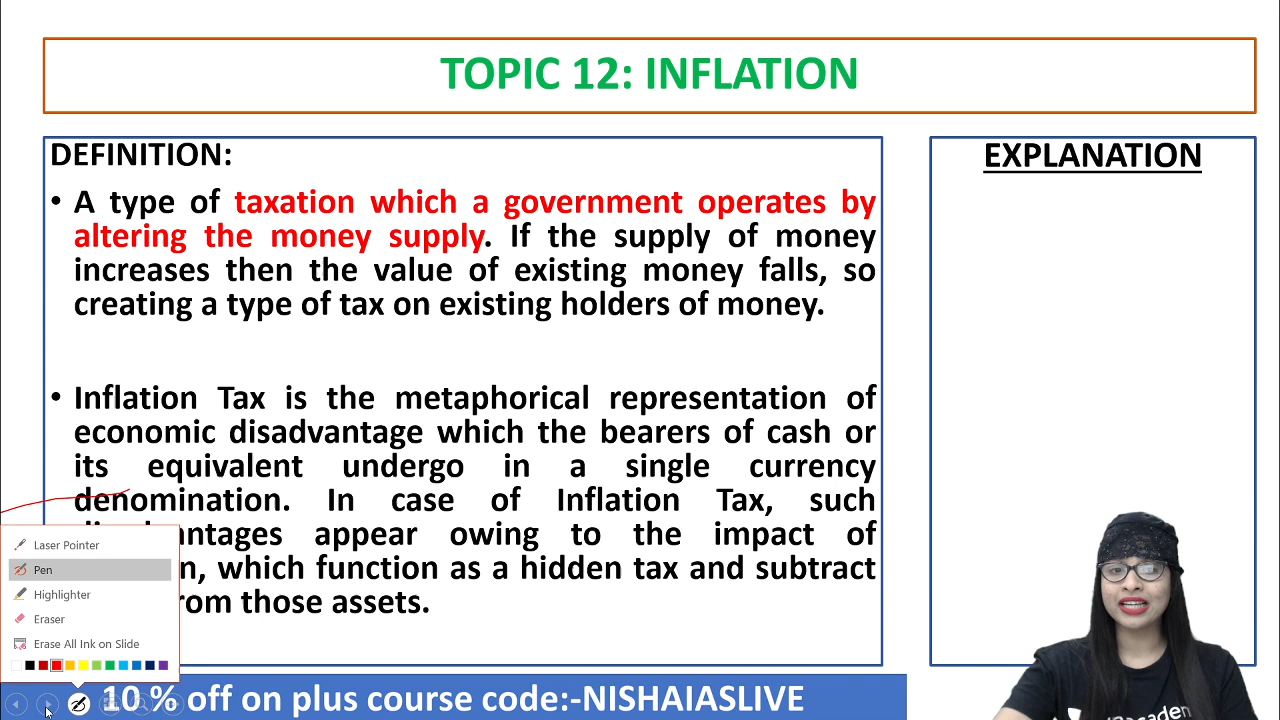 TOPIC 12: INFLATION
DEFINITION:
• A type of taxation which a government operates by
altering the money supply. If the supply of money
increases then the value of existing money falls, so
creating a type of tax on existing holders of money.
• Inflation Tax is the metaphorical representation of
economic disadvantage which the bearers of cash or
its equivalent undergo in a single currency
denomination. In case of Inflation Tax, such
appear owing to the impact of
which function as a hidden tax and subtract
from those assets.
EXPLANATION
Laser Pointer
Pen
Highlighter
Eraser
Erase All Ink on Slide
10 % off on plus course code:-NISHAIASLIVE